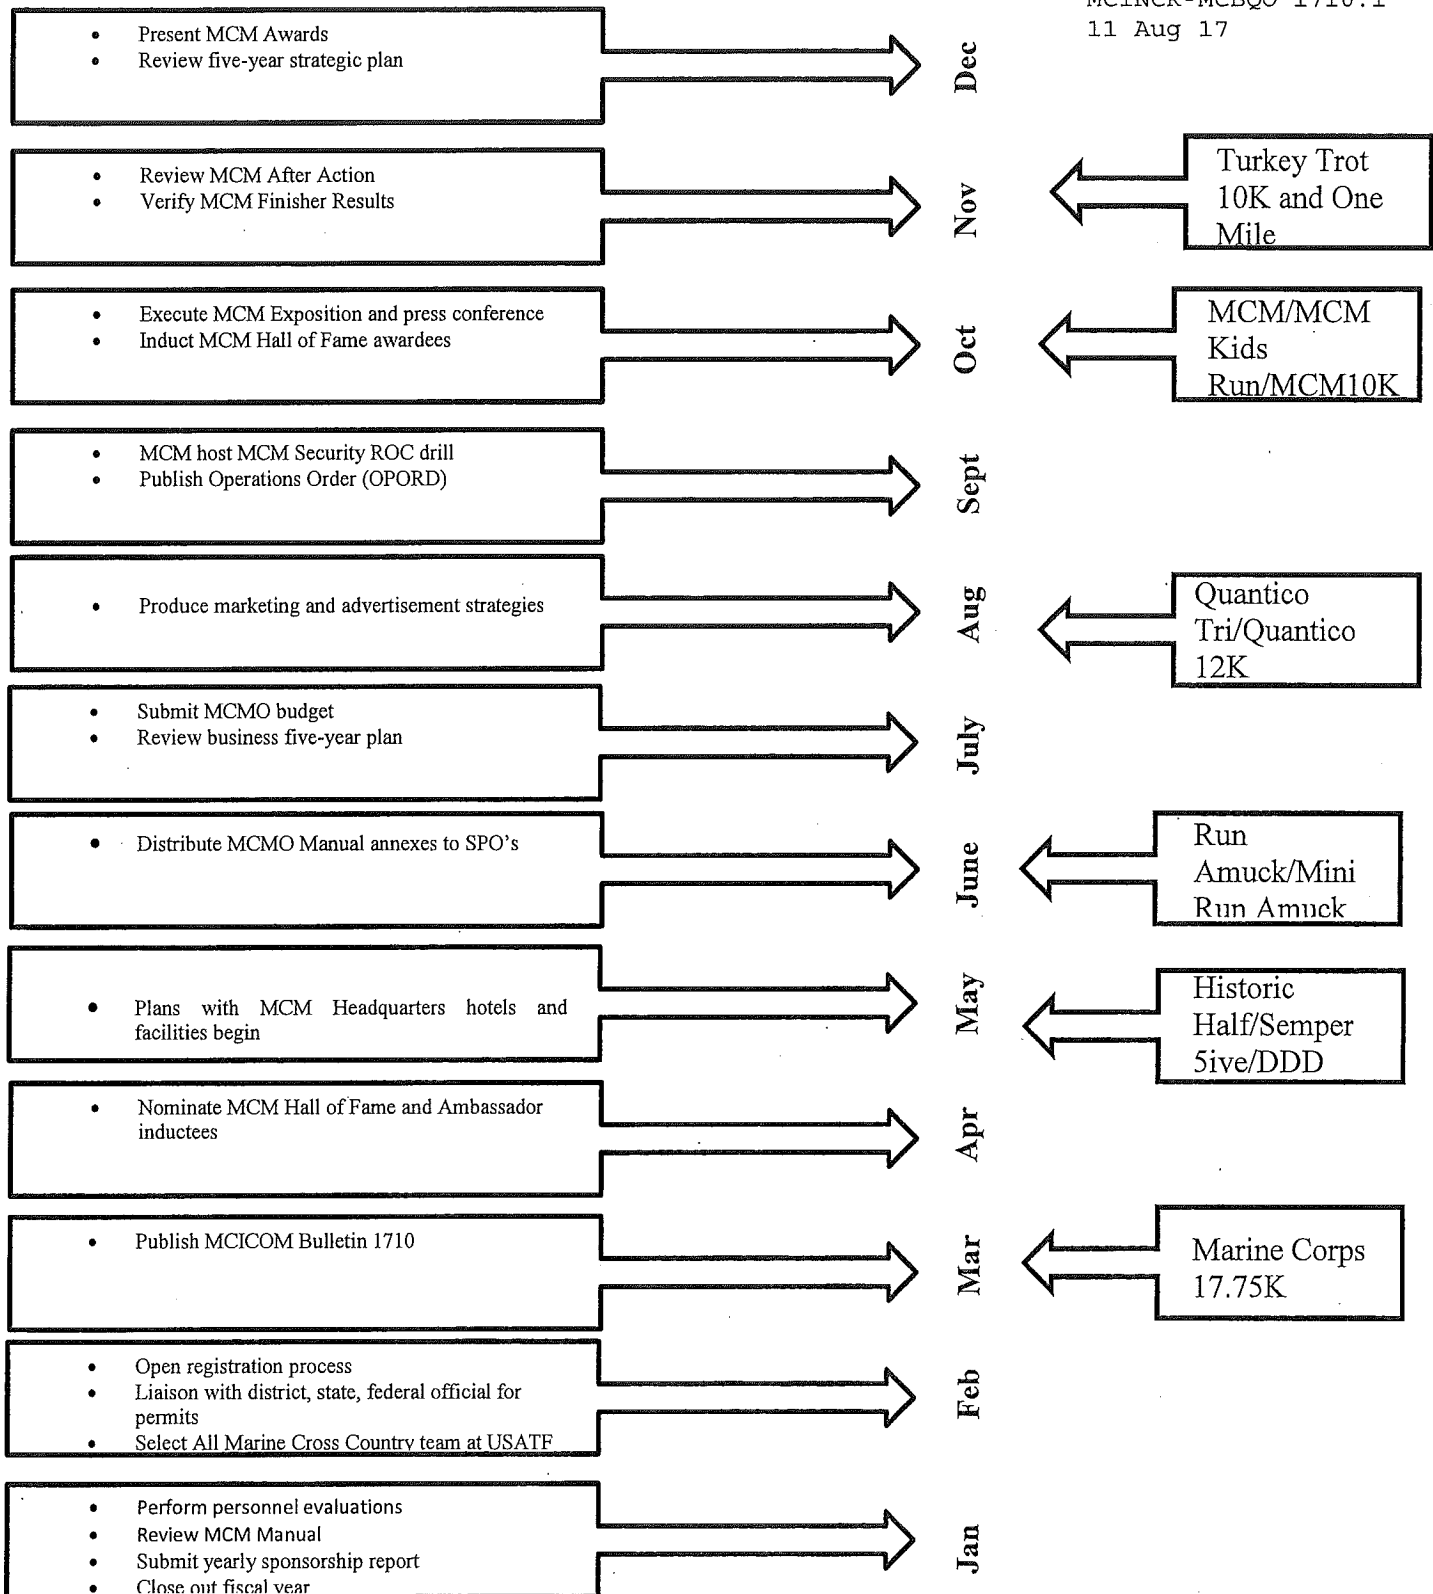 MCINCR-MCBQO 1710.1
11 Aug 17
• Present MCM Awards
• Review five-year strategic plan
Dec
• Review MCM After Action
• Verify MCM Finisher Results
Nov
Turkey Trot
10K and One
Mile
• Execute MCM Exposition and press conference
• Induct MCM Hall of Fame awardees
Oct
MCM/MCM
Kids
Run/MCM10K
• MCM host MCM Security ROC drill
• Publish Operations Order (OPORD)
Sept
• Produce marketing and advertisement strategies
Aug
Quantico
Tri/Quantico
12K
• Submit MCMO budget
• Review business five-year plan
July
• Distribute MCMO Manual annexes to SPO's
June
Run
Amuck/Mini
Run Amuck
• Plans with MCM Headquarters hotels and
facilities begin
May
Historic
Half/Semper
5ive/DDD
• Nominate MCM Hall of Fame and Ambassador
inductees
Apr
• Publish MCICOM Bulletin 1710
Mar
Marine Corps
17.75K
• Open registration process
• Liaison with district, state, federal official for
permits
• Select All Marine Cross Country team at USATF
Feb
• Perform personnel evaluations
• Review MCM Manual
• Submit yearly sponsorship report
• Close out fiscal year
Jan